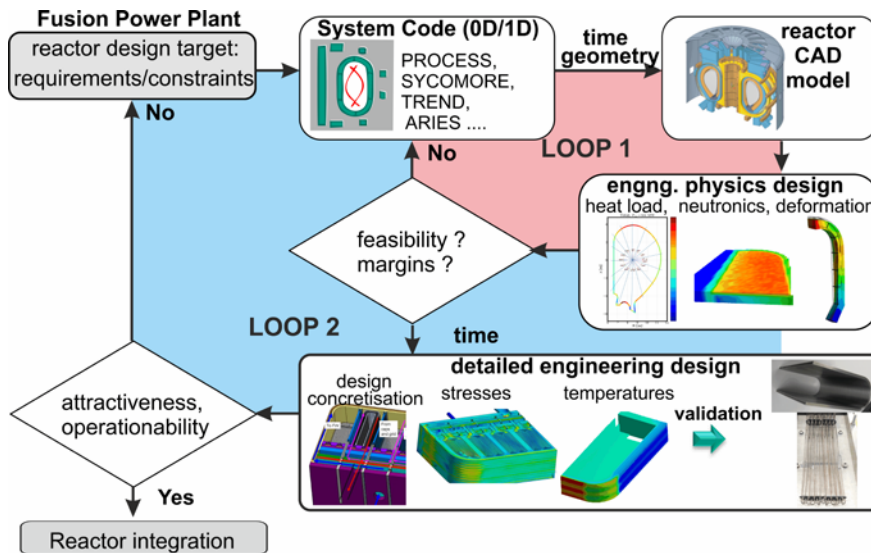 Fusion Power Plant
reactor design target:
requirements/constraints
System Code (0D/1D)
PROCESS,
SYCOMORE,
TREND,
ARIES ....
time
geometry
reactor
CAD
model
No
No
LOOP 1
engng. physics design
heat load, neutronics, deformation
feasibility ?
margins ?
LOOP 2
time
detailed engineering design
design
concretisation
stresses
temperatures
validation
attractiveness,
operationability
Yes
Reactor integration